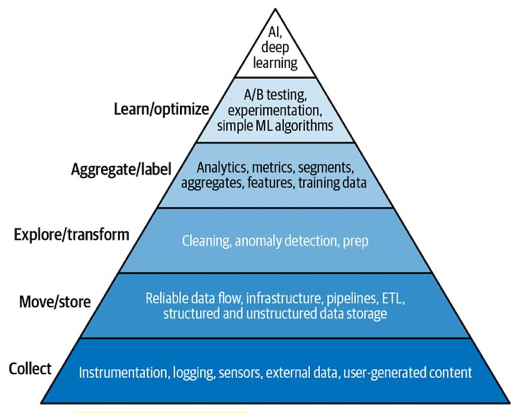 AI,
deep
learning
Learn/optimize
A/B testing,
experimentation,
simple ML algorithms
Aggregate/label
Analytics, metrics, segments,
aggregates, features, training data
Explore/transform
Cleaning, anomaly detection, prep
Move/store
Reliable data flow, infrastructure, pipelines, ETL,
structured and unstructured data storage
Collect
Instrumentation, logging, sensors, external data, user-generated content